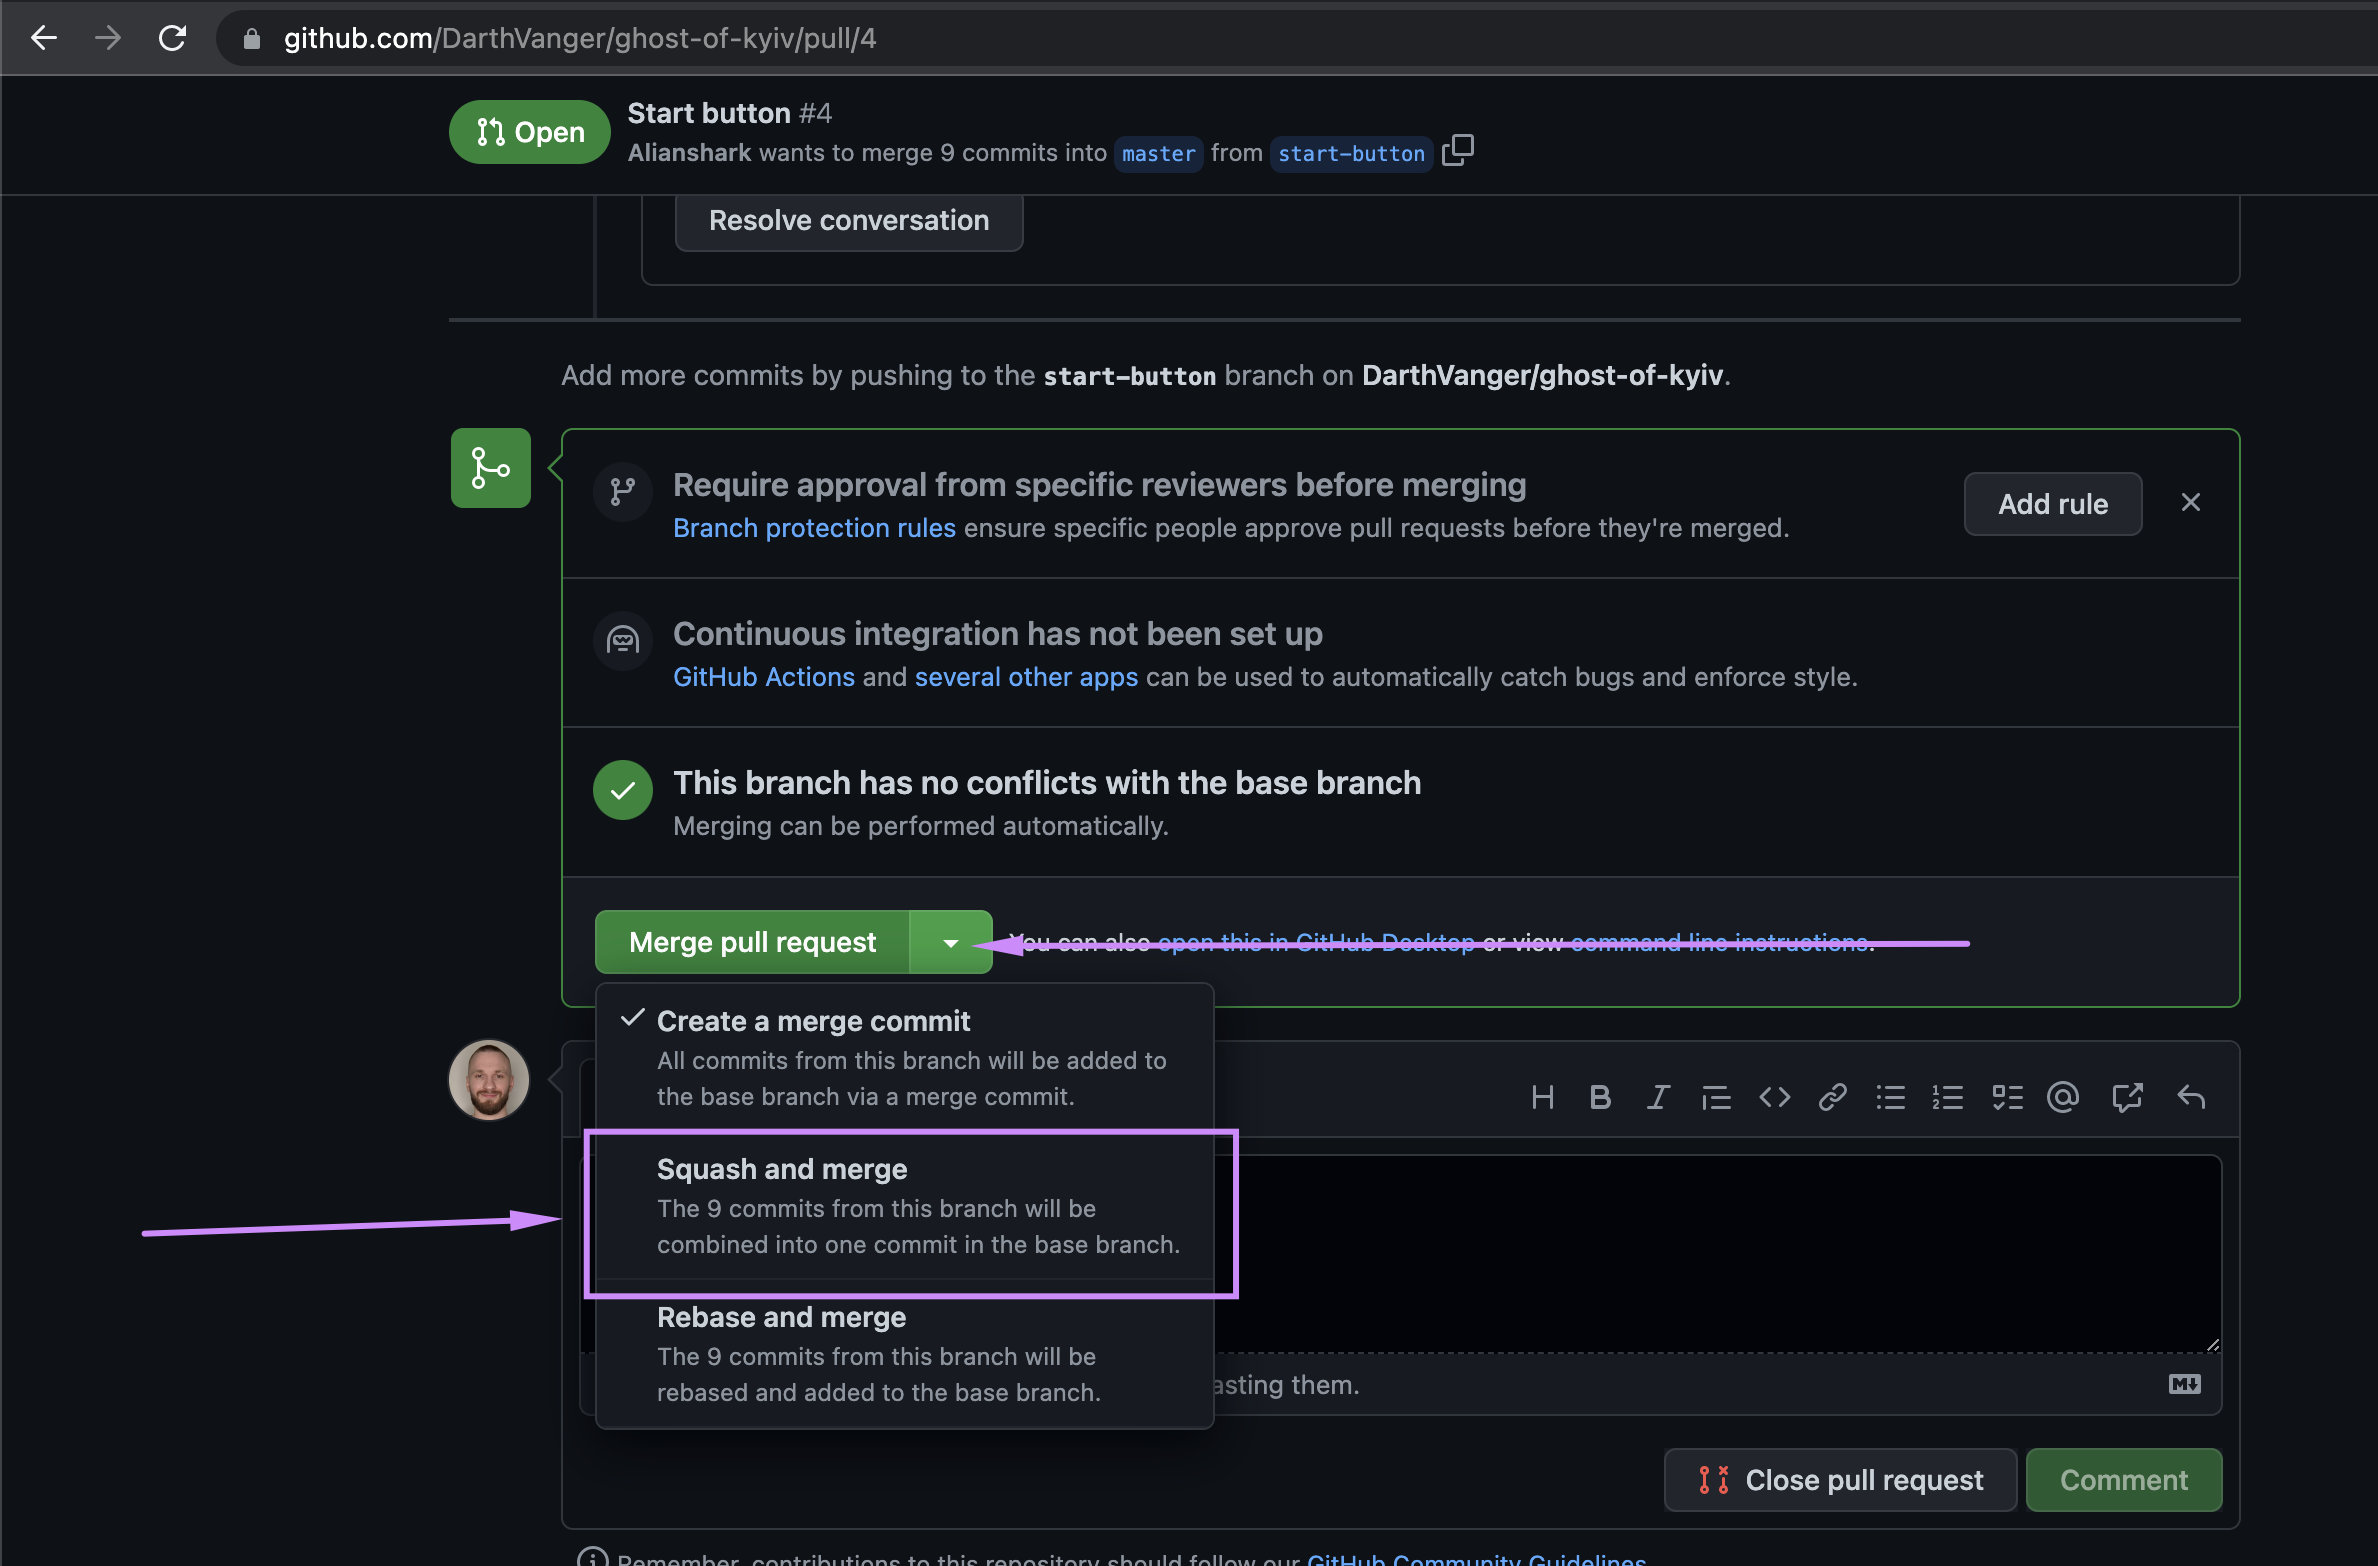 github.com/DarthVanger/ghost-of-kyiv/pull/4
Open
Start button #4
Alianshark wants to merge 9 commits into master from start-button
Resolve conversation
Add more commits by pushing to the start-button branch on DarthVanger/ghost-of-kyiv.
Require approval from specific reviewers before merging
Branch protection rules ensure specific people approve pull requests before they're merged.
Add rule
Continuous integration has not been set up
GitHub Actions and several other apps can be used to automatically catch bugs and enforce style.
This branch has no conflicts with the base branch
Merging can be performed automatically.
Merge pull request
You can also open this in GitHub Desktop or view command line instructions.
Create a merge commit
All commits from this branch will be added to
the base branch via a merge commit.
Squash and merge
The 9 commits from this branch will be
combined into one commit in the base branch.
Rebase and merge
The 9 commits from this branch will be
rebased and added to the base branch.
asting them.
Close pull request
Comment
Remember, contributions to this repository should follow our GitHub Community Guidelines